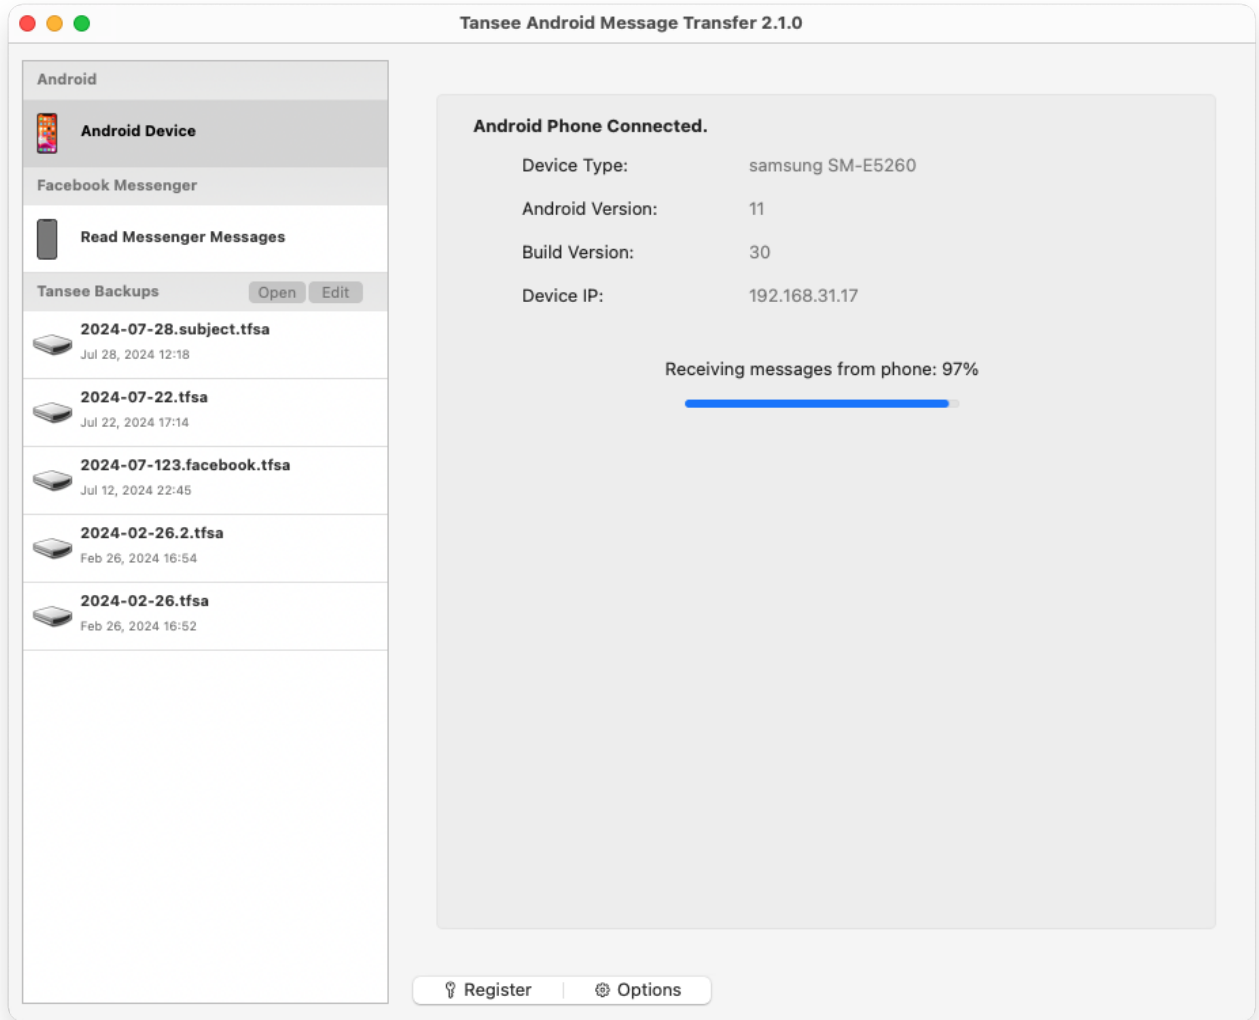 Tansee Android Message Transfer 2.1.0
Android
Android Device
Facebook Messenger
Read Messenger Messages
Tansee Backups Open Edit
2024-07-28.subject.tfsa
Jul 28, 2024 12:18
2024-07-22.tfsa
Jul 22, 2024 17:14
2024-07-123.facebook.tfsa
Jul 12, 2024 22:45
2024-02-26.2.tfsa
Feb 26, 2024 16:54
2024-02-26.tfsa
Feb 26, 2024 16:52
Android Phone Connected.
Device Type: samsung SM-E5260
Android Version: 11
Build Version: 30
Device IP: 192.168.31.17
Receiving messages from phone: 97%
Register Options